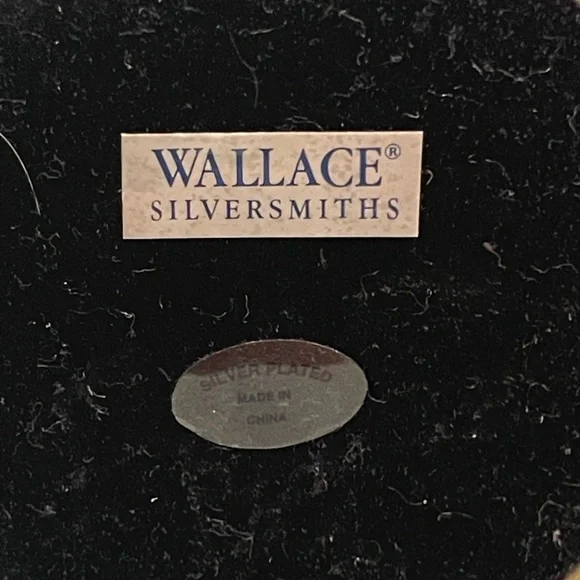 WALLACE®
SILVERSMITHS
SILVER PLATED
MADE IN
CHINA